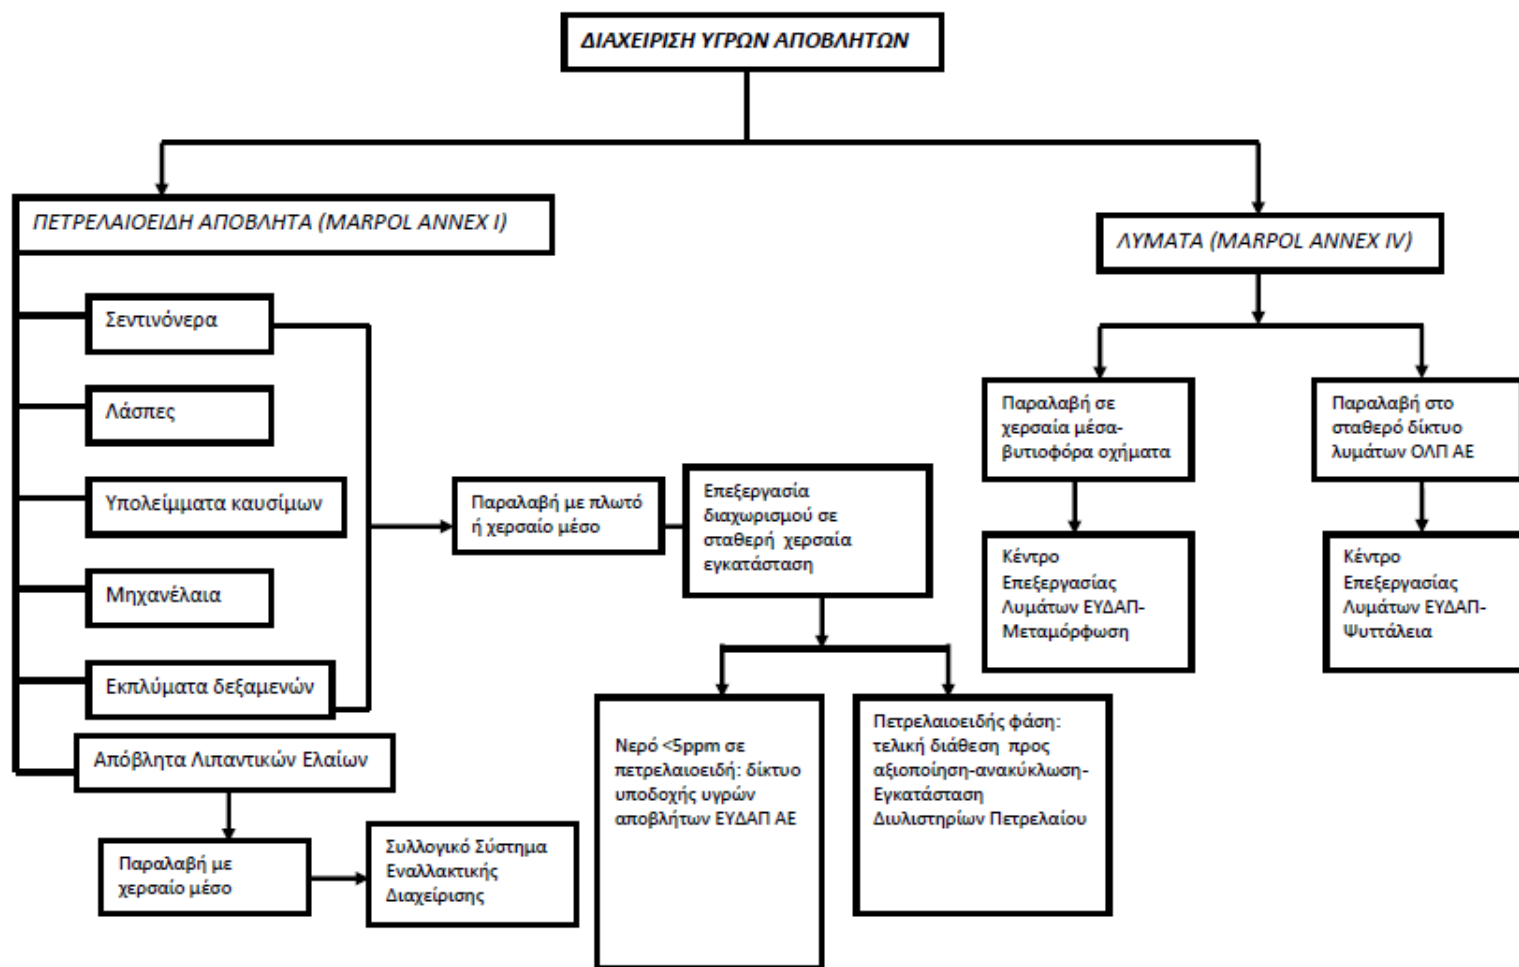 ΔΙΑΧΕΙΡΙΣΗ ΥΓΡΩΝ ΑΠΟΒΛΗΤΩΝ
ΠΕΤΡΕΛΑΙΟΕΙΔΗ ΑΠΟΒΛΗΤΑ (MARPOL ANNEX I)
Σεντινόνερα
Λάσπες
Υπολείμματα καυσίμων
Μηχανέλαια
Εκπλύματα δεξαμενών
Απόβλητα Λιπαντικών Ελαίων
Παραλαβή με
χερσαίο μέσο
Συλλογικό Σύστημα
Εναλλακτικής
Διαχείρισης
Παραλαβή με πλωτό
ή χερσαίο μέσο
Επεξεργασία
διαχωρισμού σε
σταθερή χερσαία
εγκατάσταση
Νερό <5ppm σε
πετρελαιοειδή: δίκτυο
υποδοχής υγρών
αποβλήτων ΕΥΔΑΠ ΑΕ
Πετρελαιοειδής φάση:
τελική διάθεση προς
αξιοποίηση-ανακύκλωση-
Εγκατάσταση
Διυλιστηρίων Πετρελαίου
ΛΥΜΑΤΑ (MARPOL ANNEX IV)
Παραλαβή σε
χερσαία μέσα-
βυτιοφόρα οχήματα
Κέντρο
Επεξεργασίας
Λυμάτων ΕΥΔΑΠ-
Μεταμόρφωση
Παραλαβή στο
σταθερό δίκτυο
λυμάτων ΟΛΠ ΑΕ
Κέντρο
Επεξεργασίας
Λυμάτων ΕΥΔΑΠ-
Ψυττάλεια